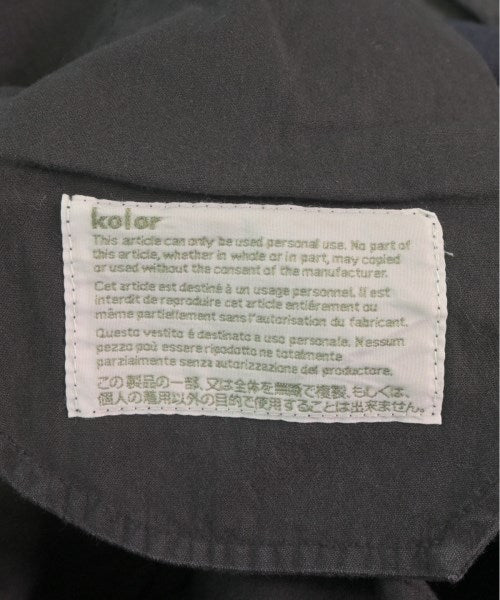 kolor
This article can only be used personal use. No part of
this article, whether in whole or in part, may copied
or used without the consent of the manufacturer.
Cet article est destiné à un usage personnel. Il est
interdit de reproduire cet article entiérement ou
même partiellement sans l'autorisation du fabricant.
Questo vestito é destinato a uso personale. Nessum
pezzo può essere ripodotto ne totalmente
parzialmente senza autorizzazione del productore.
この製品の一部、又は全体を無断で複製、もしくは、
個人の着用以外の目的で使用することは出来ません。